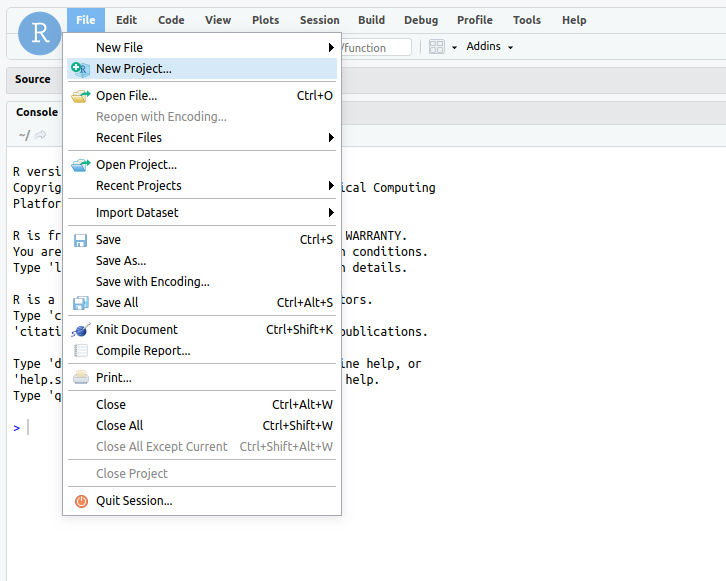 R
File Edit Code View Plots Session Build Debug Profile Tools Help
/function Addins
Source
Console
~/
New File
New Project...
Open File... Ctrl+O
Reopen with Encoding...
Recent Files
Open Project...
Recent Projects
Import Dataset
Save Ctrl+S
Save As...
Save with Encoding...
Save All Ctrl+Alt+S
Knit Document Ctrl+Shift+K
Compile Report...
Print...
Close Ctrl+Alt+W
Close All Ctrl+Shift+W
Close All Except Current Ctrl+Shift+Alt+W
Close Project
Quit Session...
R versi
Copyrig ical Computing
Platfor
R is fr WARRANTY.
You are n conditions.
Type 'l n details.
R is a tors.
Type 'c
'citati publications.
Type 'd ine help, or
'help.s help.
Type 'q
>